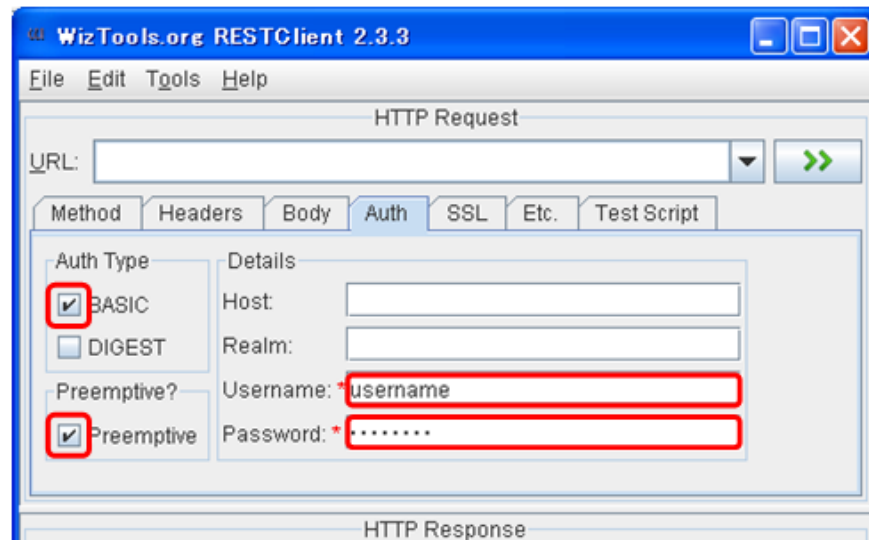 WizTools.org RESTClient 2.3.3
File Edit Tools Help
HTTP Request
URL:
Method Headers Body Auth SSL Etc. Test Script
Auth Type
BASIC
DIGEST
Preemptive?
Preemptive
Details
Host:
Realm:
Username: * username
Password: * ········
HTTP Response